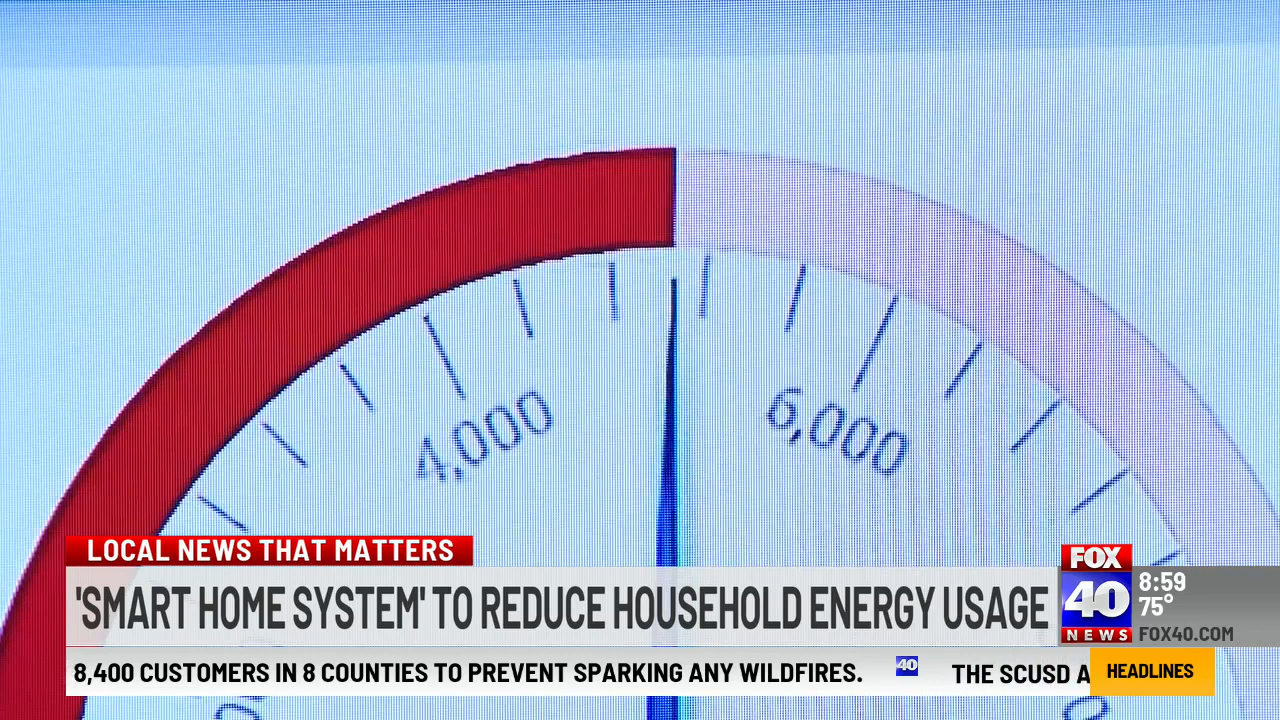 4,000
6,000
LOCAL NEWS THAT MATTERS
'SMART HOME SYSTEM' TO REDUCE HOUSEHOLD ENERGY USAGE
FOX
40
NEWS
8:59
75°
FOX40.COM
8,400 CUSTOMERS IN 8 COUNTIES TO PREVENT SPARKING ANY WILDFIRES.
40
THE SCUSD A
HEADLINES